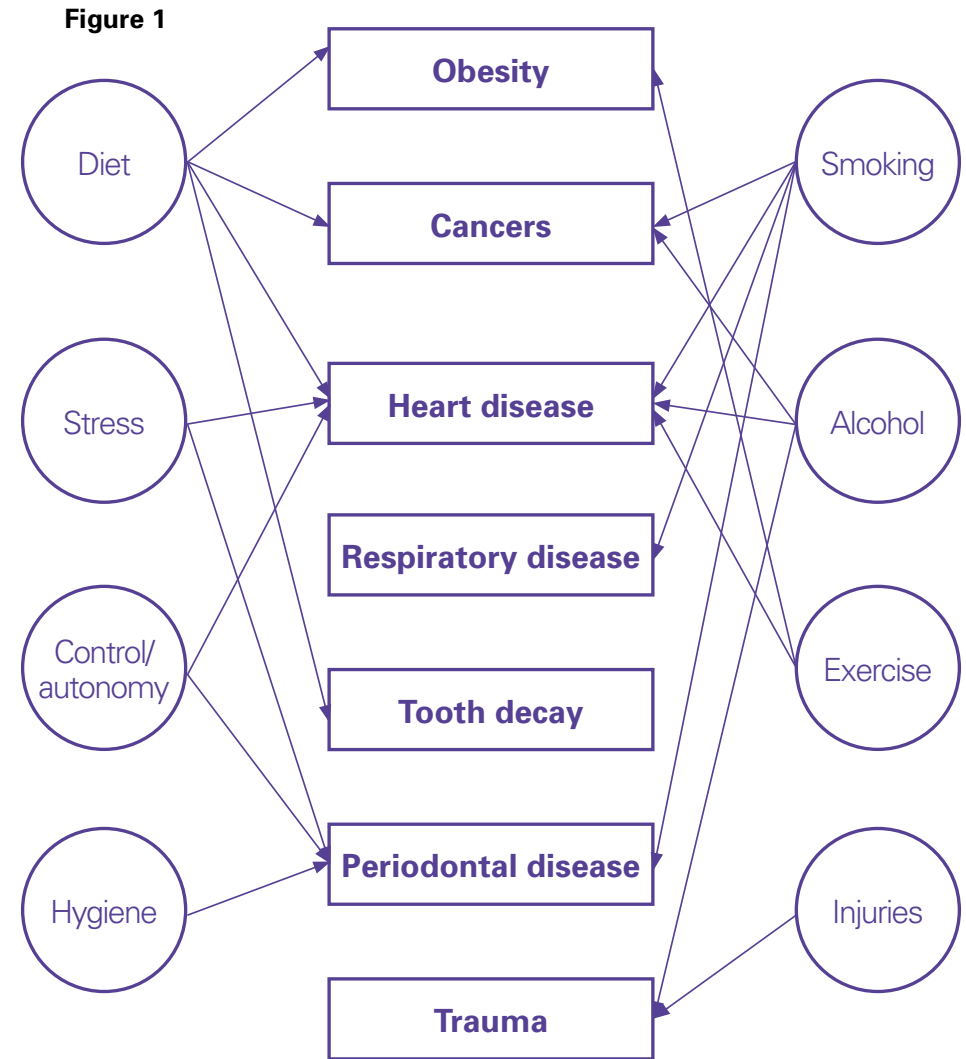 Figure 1
Obesity
Diet
Smoking
Cancers
Heart disease
Stress
Alcohol
Respiratory disease
Control/
autonomy
Exercise
Tooth decay
Periodontal disease
Hygiene
Injuries
Trauma